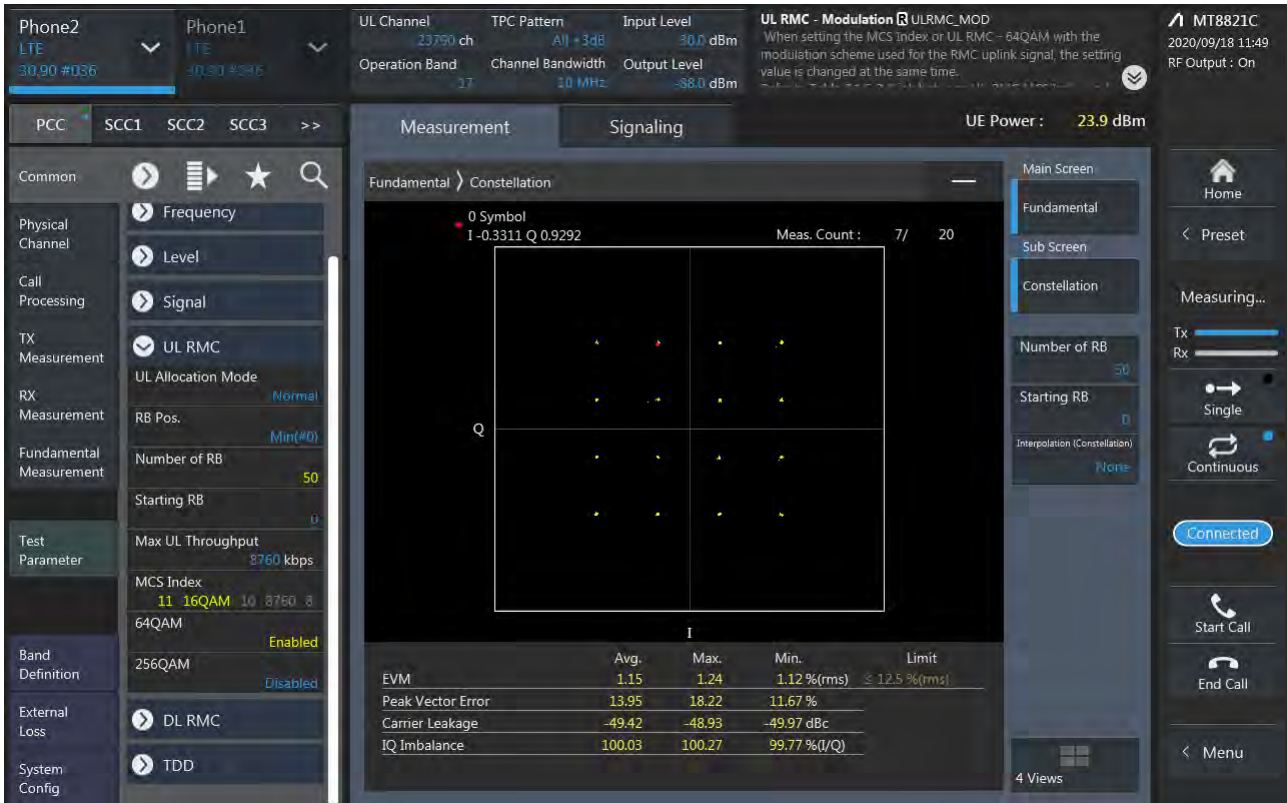 Phone2
LTE
30.90 #036
Phone1
LTE
UL Channel
23790 ch
TPC Pattern
All +3dB
Input Level
30.0 dBm
Operation Band
17
Channel Bandwidth
10 MHz
Output Level
-88.0 dBm
UL RMC - Modulation R ULRMC_MOD
When setting the MCS Index or UL RMC - 64QAM with the
modulation scheme used for the RMC uplink signal, the setting
value is changed at the same time.
MT8821C
2020/09/18 11:49
RF Output : On
PCC SCC1 SCC2 SCC3 >>
Measurement
Signaling
UE Power : 23.9 dBm
Common
Physical
Channel
Call
Processing
TX
Measurement
RX
Measurement
Fundamental
Measurement
Test
Parameter
Band
Definition
External
Loss
System
Config
Frequency
Level
Signal
UL RMC
UL Allocation Mode
Normal
RB Pos.
Min(#0)
Number of RB
50
Starting RB
0
Max UL Throughput
8760 kbps
MCS Index
11 16QAM 10 8760 8
64QAM
Enabled
256QAM
Disabled
DL RMC
TDD
Fundamental 〉 Constellation
0 Symbol
I -0.3311 Q 0.9292
Meas. Count : 7/ 20
Q
I
Avg. Max. Min. Limit
EVM 1.15 1.24 1.12 %(rms) ≤ 12.5 %(rms)
Peak Vector Error 13.95 18.22 11.67 %
Carrier Leakage -49.42 -48.93 -49.97 dBc
IQ Imbalance 100.03 100.27 99.77 %(I/Q)
Main Screen
Fundamental
Sub Screen
Constellation
Number of RB
50
Starting RB
0
Interpolation (Constellation)
None
4 Views
Home
< Preset
Measuring...
Tx
Rx
Single
Continuous
Connected
Start Call
End Call
< Menu